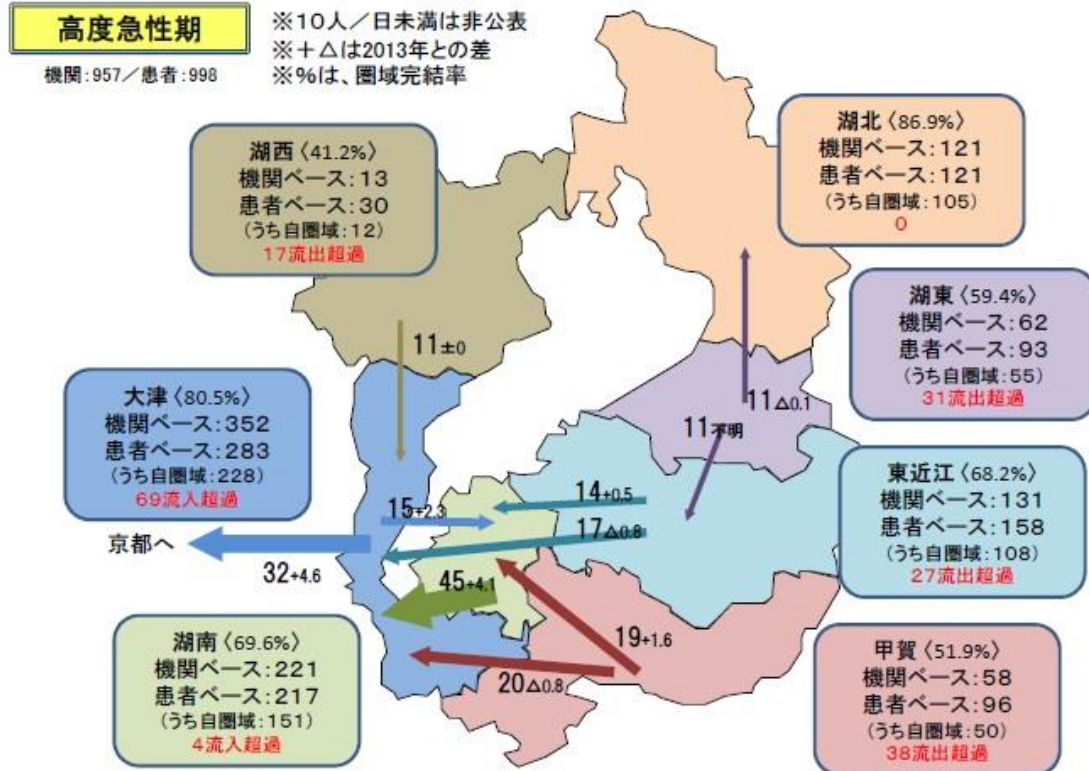 高度急性期
機関:957／患者:998
※10人／日未満は非公表
※＋△は2013年との差
※%は、圏域完結率
湖西〈41.2%〉
機関ベース:13
患者ベース:30
(うち自圏域:12)
17流出超過
湖北〈86.9%〉
機関ベース:121
患者ベース:121
(うち自圏域:105)
0
湖東〈59.4%〉
機関ベース:62
患者ベース:93
(うち自圏域:55)
31流出超過
11±0
大津〈80.5%〉
機関ベース:352
患者ベース:283
(うち自圏域:228)
69流入超過
11△0.1
11不明
東近江〈68.2%〉
機関ベース:131
患者ベース:158
(うち自圏域:108)
27流出超過
14+0.5
15+2.3
17△0.8
京都へ
32+4.6
45+4.1
湖南〈69.6%〉
機関ベース:221
患者ベース:217
(うち自圏域:151)
4流入超過
19+1.6
20△0.8
甲賀〈51.9%〉
機関ベース:58
患者ベース:96
(うち自圏域:50)
38流出超過